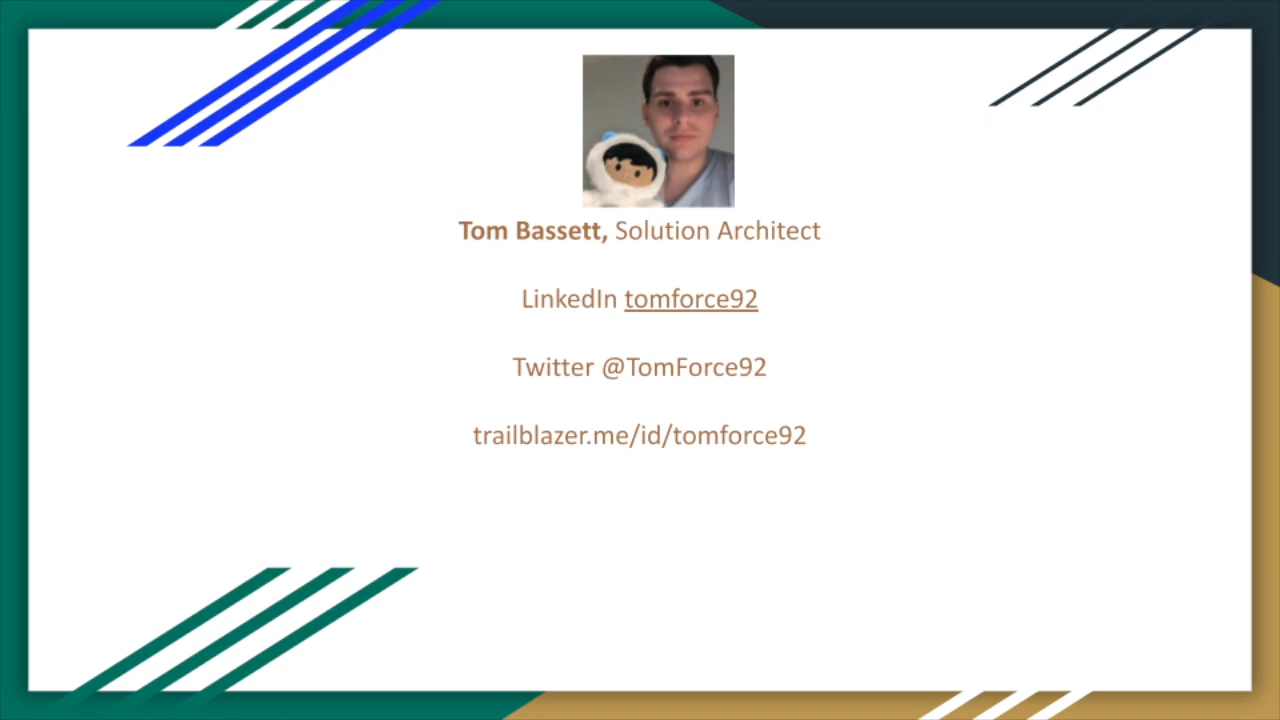 Tom Bassett, Solution Architect
LinkedIn tomforce92
Twitter @TomForce92
trailblazer.me/id/tomforce92